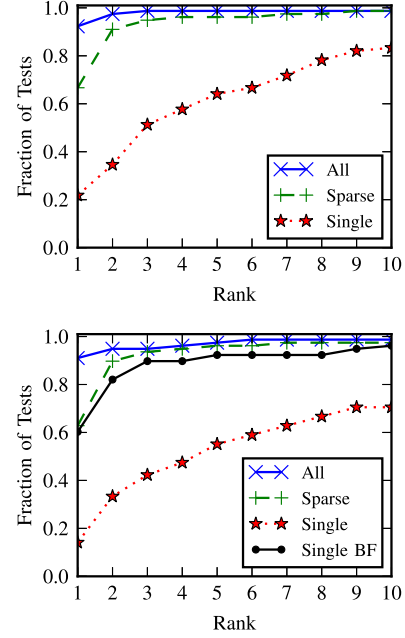 1.0
0.8
0.6
0.4
0.2
0.0
Fraction of Tests
All
Sparse
Single
1 2 3 4 5 6 7 8 9 10
Rank
1.0
0.8
0.6
0.4
0.2
0.0
Fraction of Tests
All
Sparse
Single
Single BF
1 2 3 4 5 6 7 8 9 10
Rank